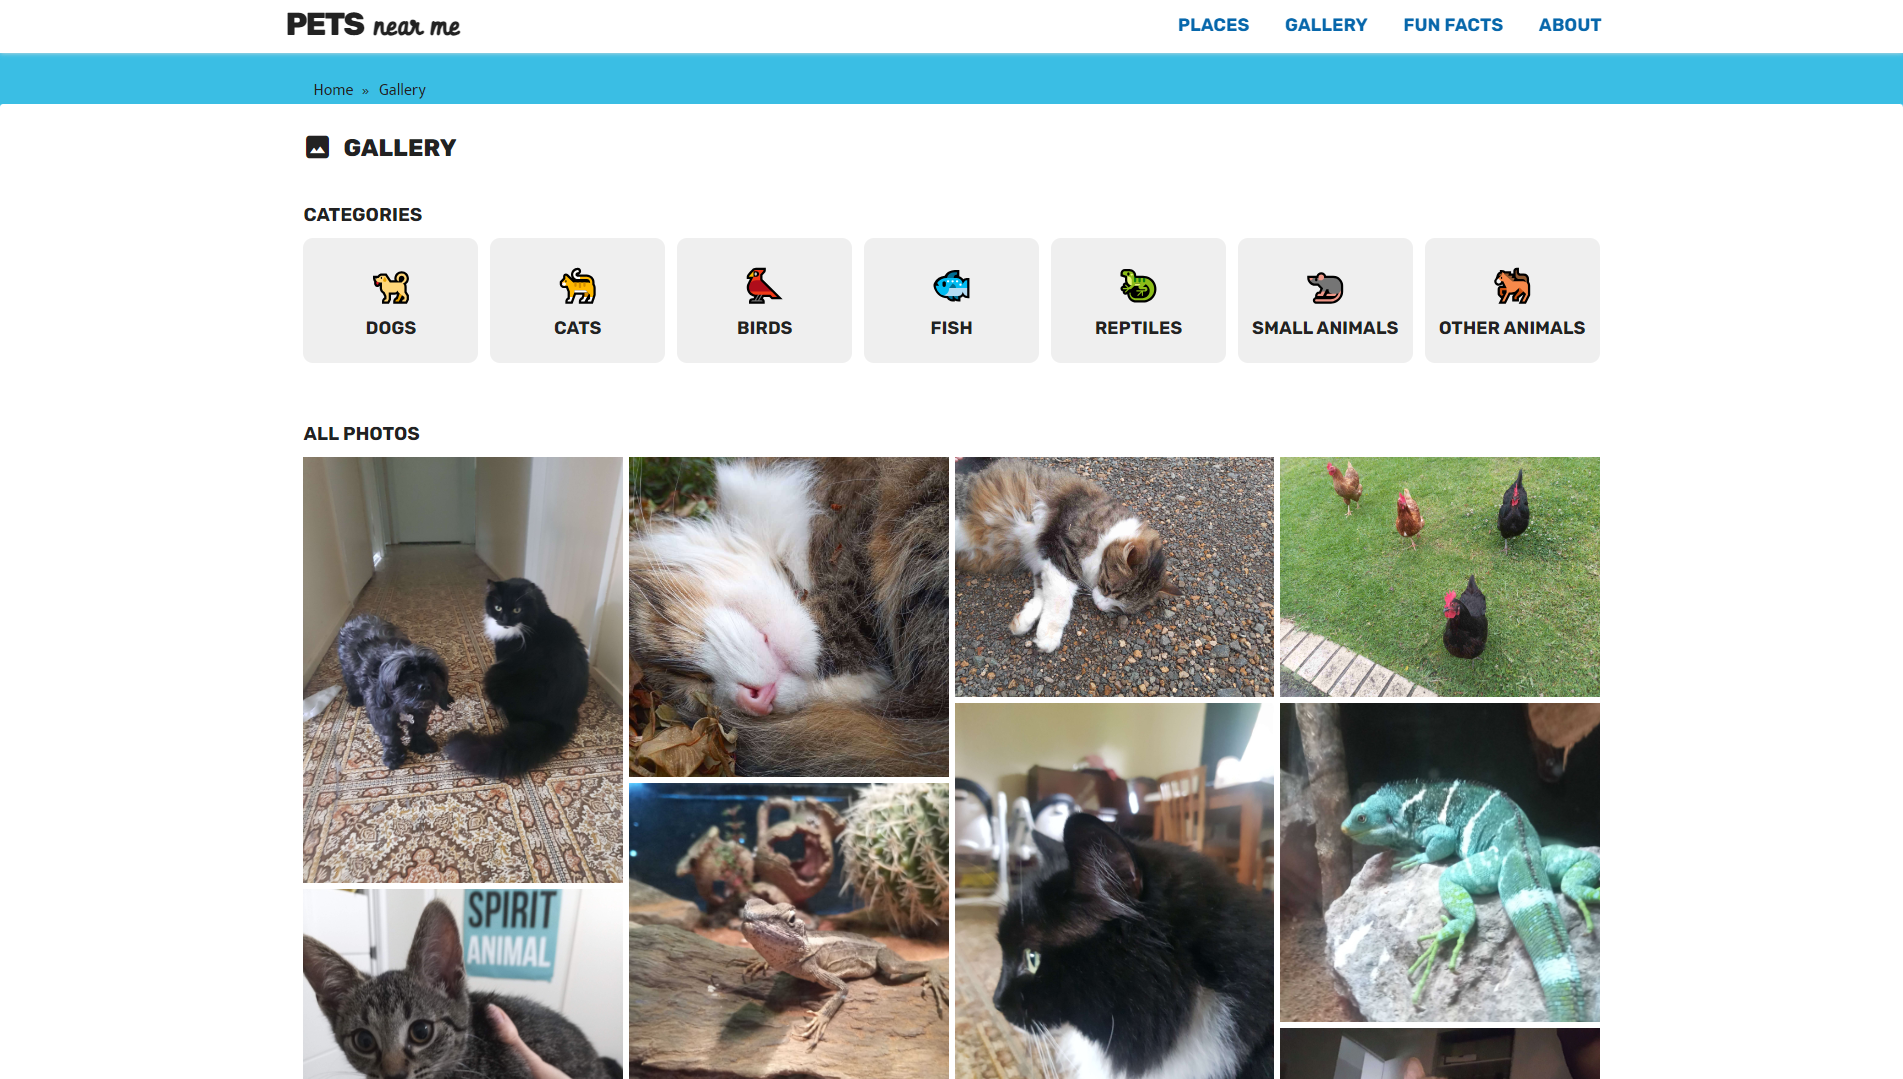 PETS near me
PLACES GALLERY FUN FACTS ABOUT
Home » Gallery
GALLERY
CATEGORIES
DOGS CATS BIRDS FISH REPTILES SMALL ANIMALS OTHER ANIMALS
ALL PHOTOS
SPIRIT
ANIMAL